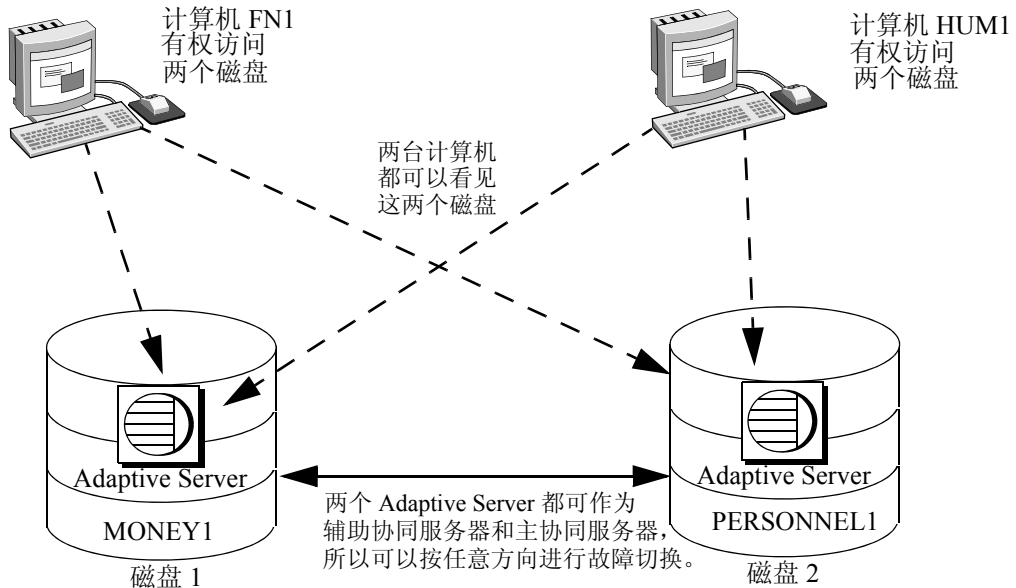 计算机 FN1
有权访问
两个磁盘
计算机 HUM1
有权访问
两个磁盘
两台计算机
都可以看见
这两个磁盘
Adaptive Server
MONEY1
磁盘 1
两个 Adaptive Server 都可作为
辅助协同服务器和主协同服务器,
所以可以按任意方向进行故障切换。
Adaptive Server
PERSONNEL1
磁盘 2